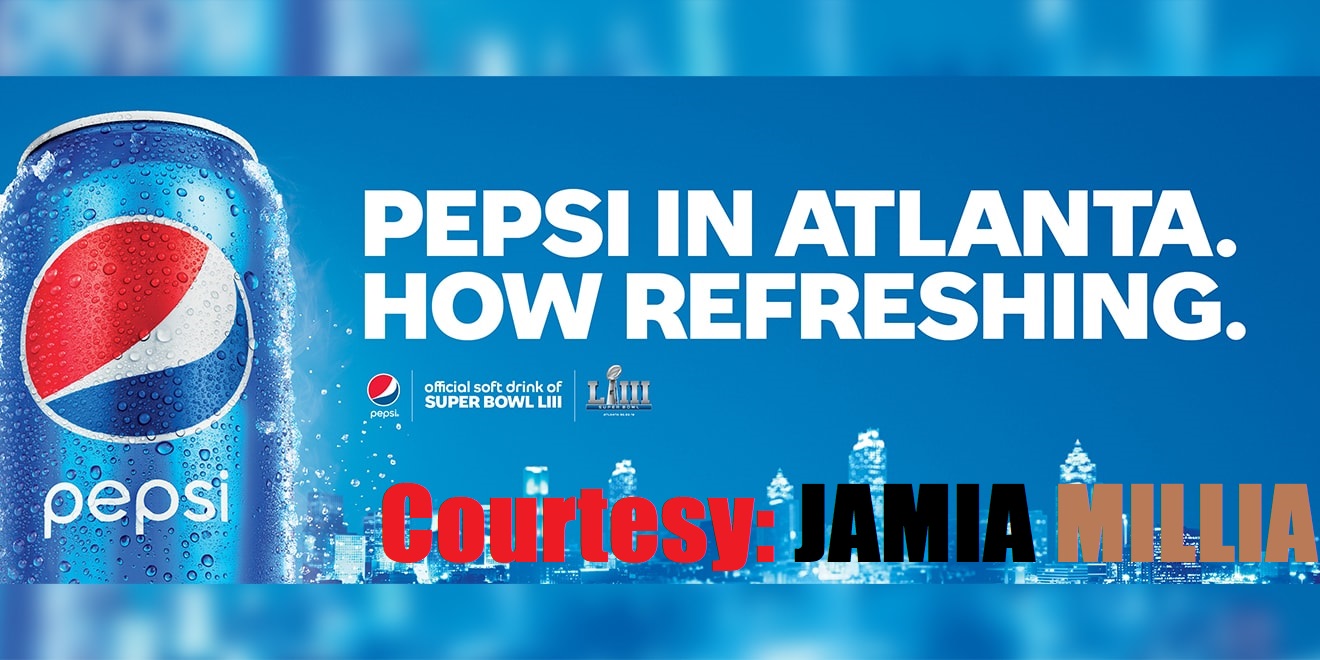 PEPSI IN ATLANTA.
HOW REFRESHING.
pepsi
official soft drink of
SUPER BOWL LIII
LIII
SUPER BOWL
pepsi
Courtesy: JAMIA MILLIA